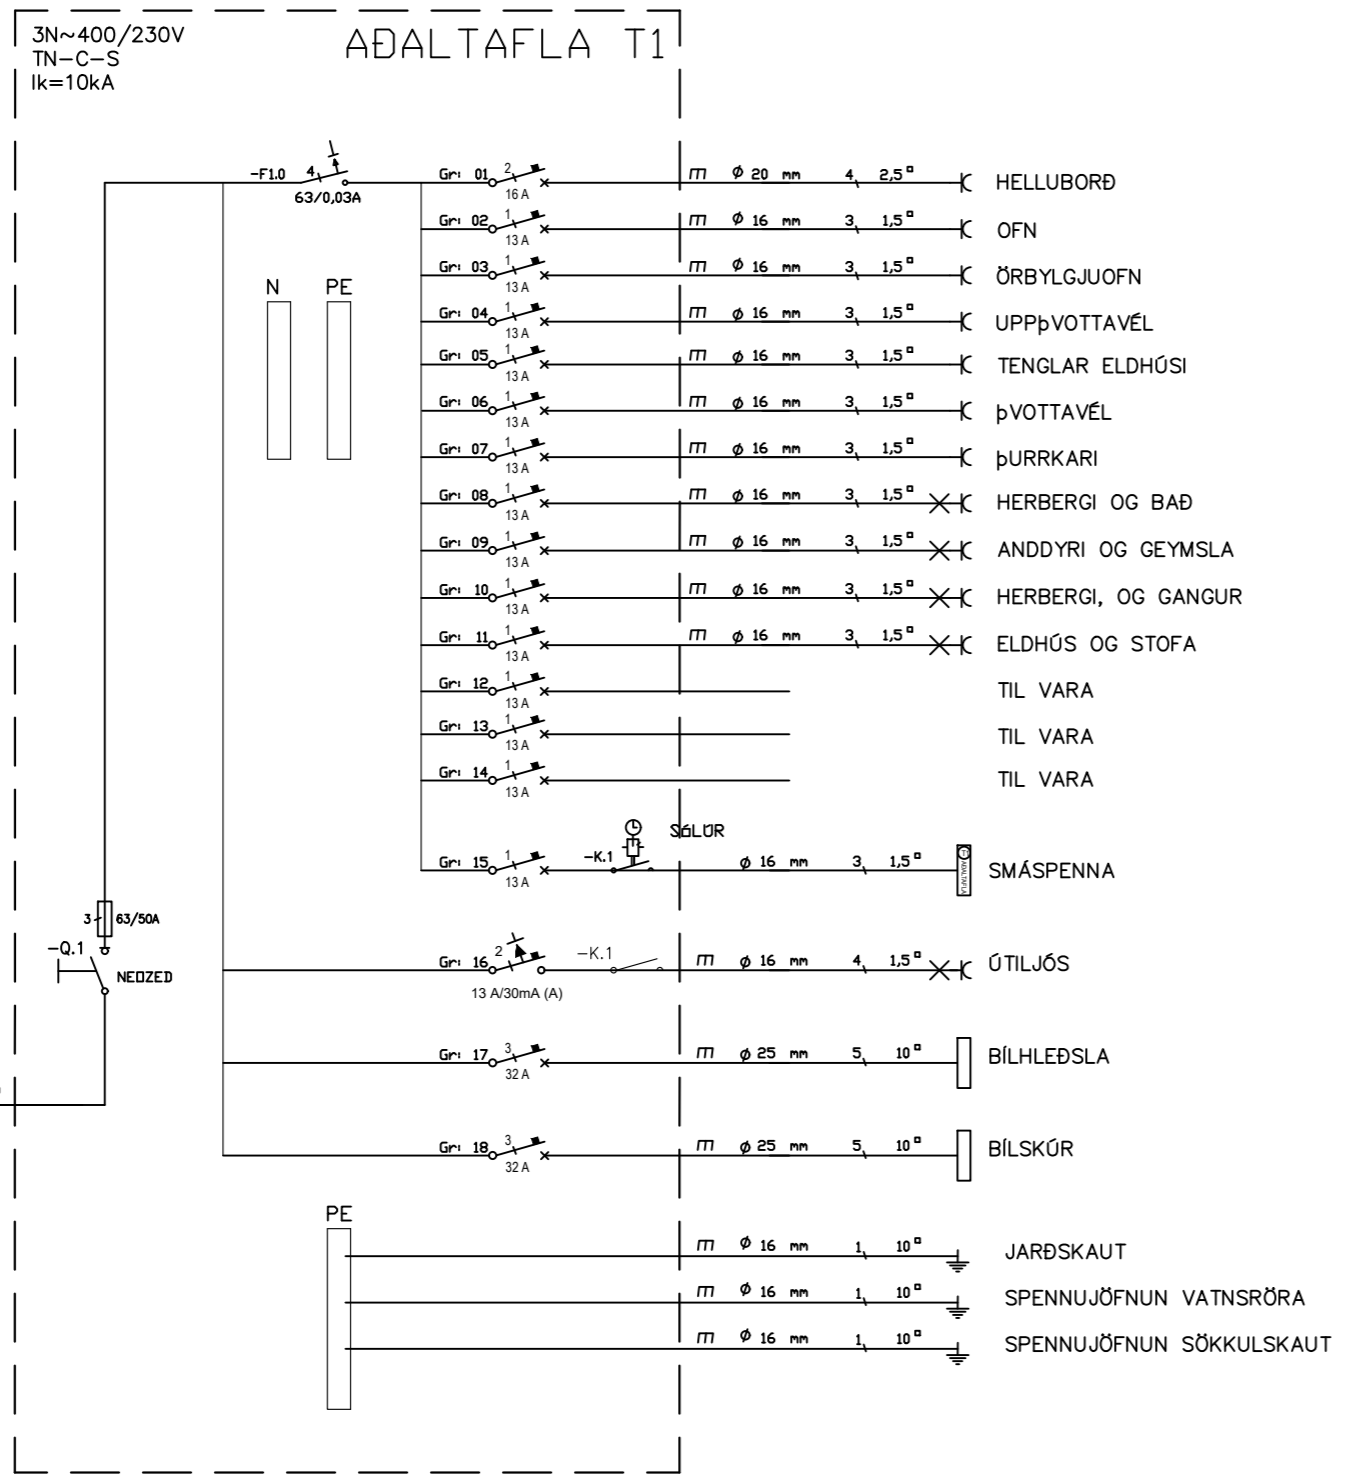 3N~400/230V
TN-C-S
Ik=10kA
AÐALTAFLA T1
-F1.0 4 63/0,03A
N PE
Gr: 01 2 16 A m ø 20 mm 4 2,5▫ HELLUBORÐ
Gr: 02 1 13 A m ø 16 mm 3 1,5▫ OFN
Gr: 03 1 13 A m ø 16 mm 3 1,5▫ ÖRBYLGJUOFN
Gr: 04 1 13 A m ø 16 mm 3 1,5▫ UPPÞVOTTAVÉL
Gr: 05 1 13 A m ø 16 mm 3 1,5▫ TENGLAR ELDHÚSI
Gr: 06 1 13 A m ø 16 mm 3 1,5▫ ÞVOTTAVÉL
Gr: 07 1 13 A m ø 16 mm 3 1,5▫ ÞURRKARI
Gr: 08 1 13 A m ø 16 mm 3 1,5▫ HERBERGI OG BAÐ
Gr: 09 1 13 A m ø 16 mm 3 1,5▫ ANDDYRI OG GEYMSLA
Gr: 10 1 13 A m ø 16 mm 3 1,5▫ HERBERGI, OG GANGUR
Gr: 11 1 13 A m ø 16 mm 3 1,5▫ ELDHÚS OG STOFA
Gr: 12 1 13 A TIL VARA
Gr: 13 1 13 A TIL VARA
Gr: 14 1 13 A TIL VARA
SóLÚR
Gr: 15 1 13 A -K.1 ø 16 mm 3 1,5▫ ADALTAFLA SMÁSPENNA
3 63/50A
-Q.1 NEOZED
Gr: 16 2 13 A/30mA (A) -K.1 m ø 16 mm 4 1,5▫ ÚTILJÓS
Gr: 17 3 32 A m ø 25 mm 5 10▫ BÍLHLEÐSLA
Gr: 18 3 32 A m ø 25 mm 5 10▫ BÍLSKÚR
PE
m ø 16 mm 1 10▫ JARÐSKAUT
m ø 16 mm 1 10▫ SPENNUJÖFNUN VATNSRÖRA
m ø 16 mm 1 10▫ SPENNUJÖFNUN SÖKKULSKAUT